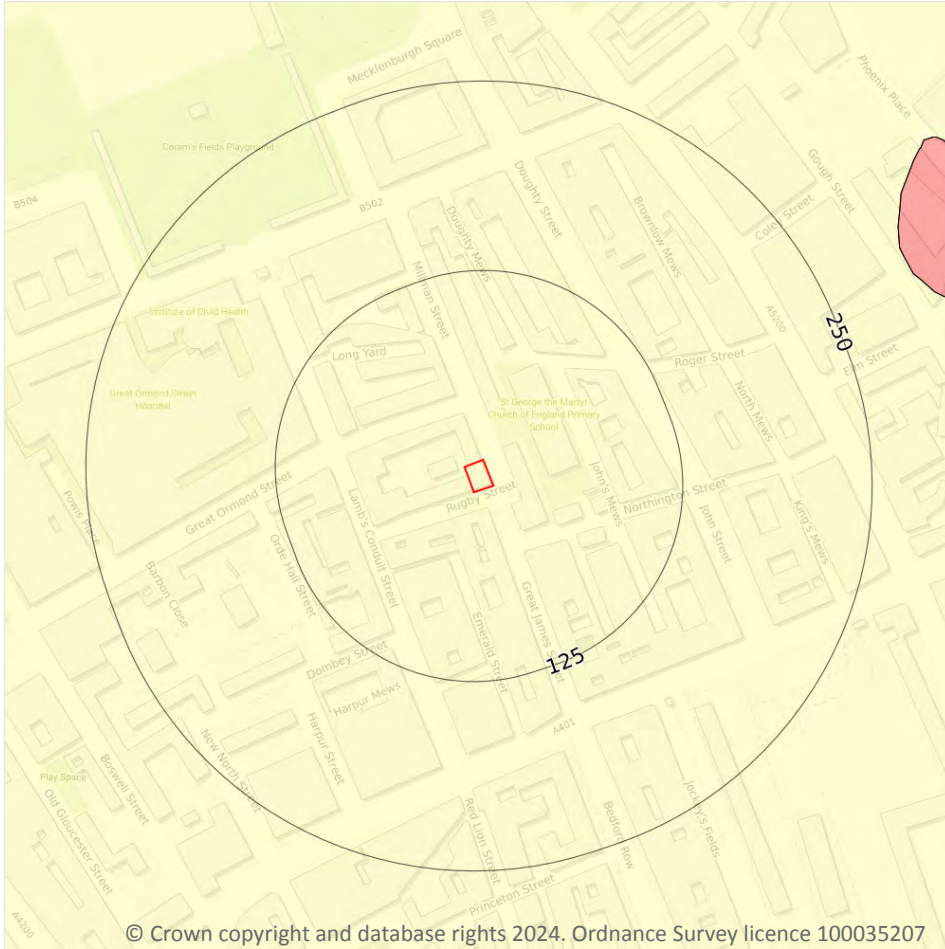 Mecklenburgh Square
Phoenix Place
Coram's Fields Playground
Gough Street
Doughty Street
B504
B502
Brownlow Mews
Coley Street
Doughty Mews
Millman Street
Institute of Child Health
A5200
250
Long Yard
Roger Street
Elm Street
Great Ormond Street
Hospital
St George the Martyr
Church of England Primary
School
North Mews
Great Ormond Street
Rugby Street
John's Mews
Northington Street
Powis Place
Lamb's Conduit Street
King's Mews
John Street
Orde Hall Street
Barbon Close
Great James Street
Emerald Street
125
Dombey Street
Harpur Mews
A401
Harpur Street
New North Street
Boswell Street
Play Space
Old Gloucester Street
Jockey's Fields
Red Lion Street
Bedford Row
Princeton Street
A4200
© Crown copyright and database rights 2024. Ordnance Survey licence 100035207